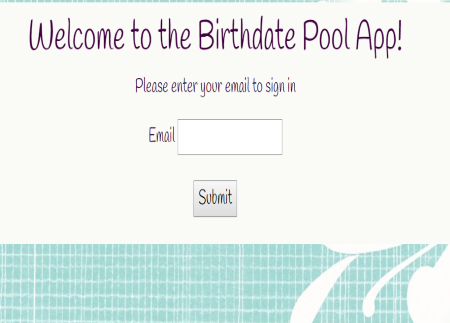 Welcome to the Birthdate Pool App!
Please enter your email to sign in
Email
Submit